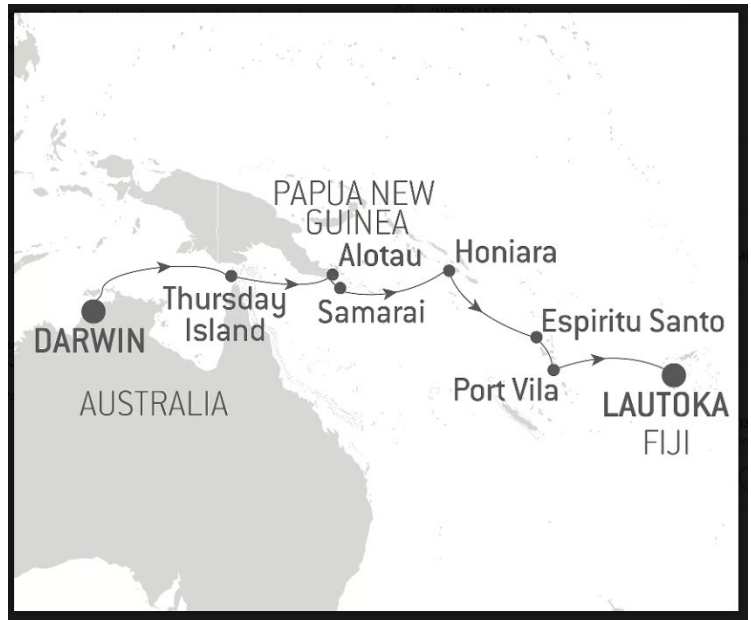 PAPUA NEW
GUINEA
Alotau
Honiara
Thursday
Island
Samarai
DARWIN
Espiritu Santo
Port Vila
AUSTRALIA
LAUTOKA
FIJI